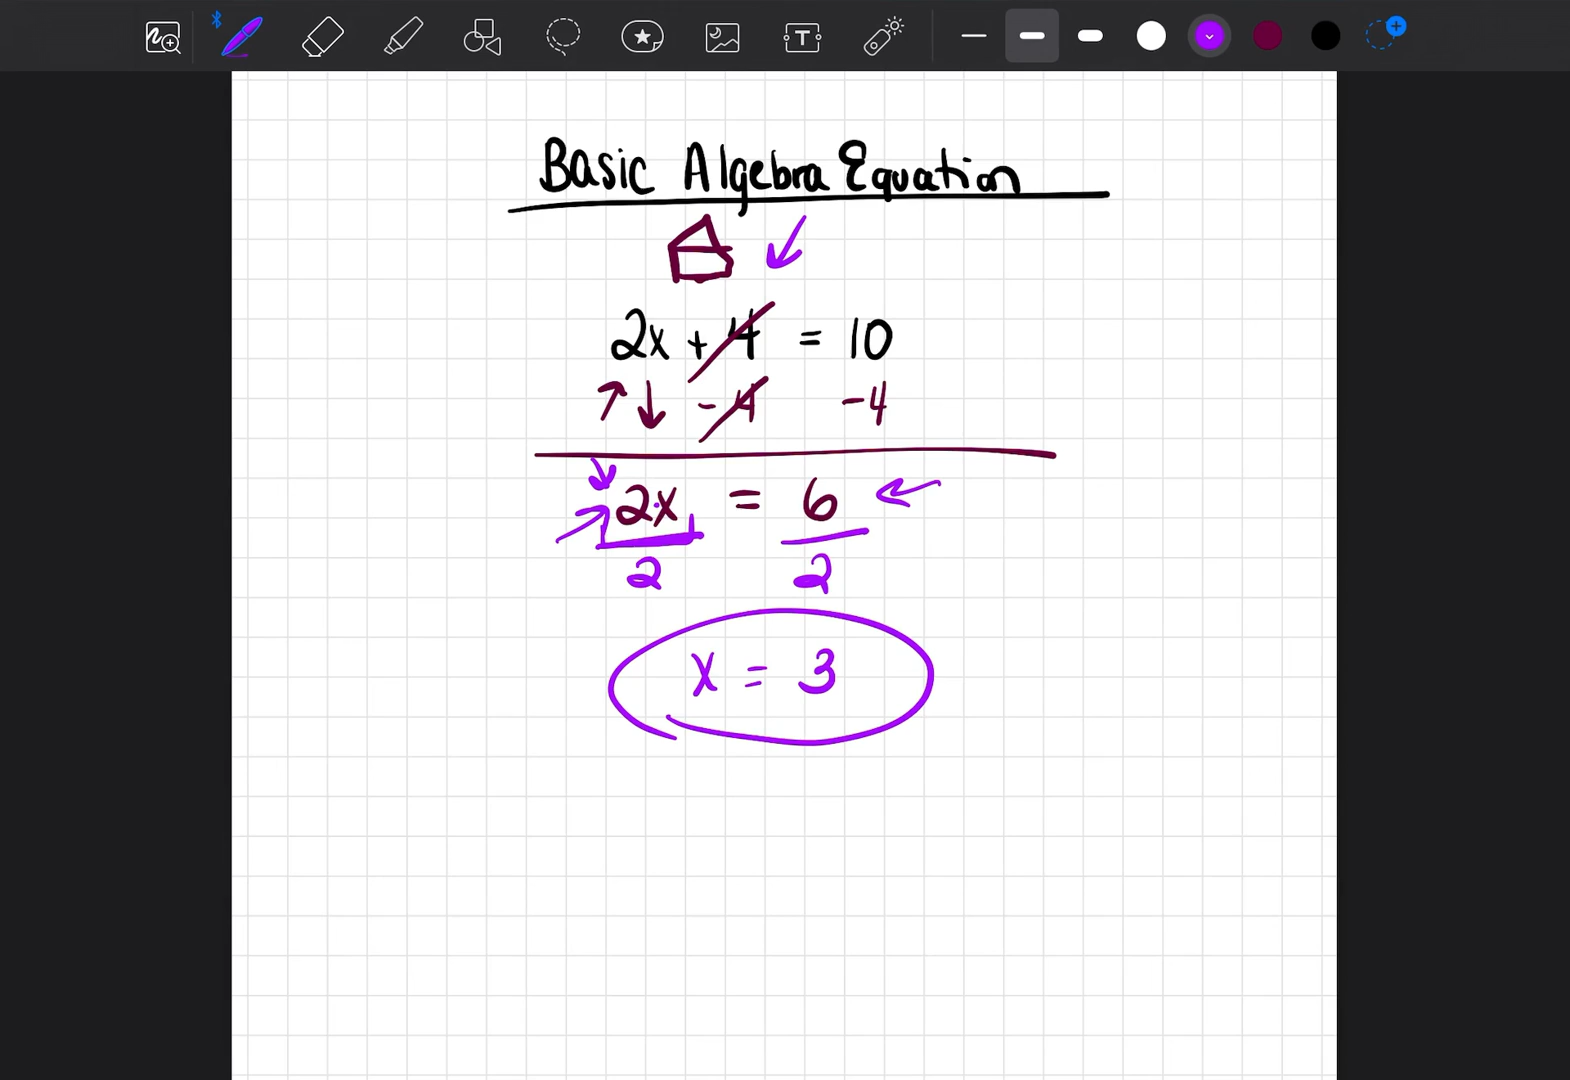 Basic Algebra Equation
2x + 4 = 10
-4 -4
2x = 6
2 2
x = 3